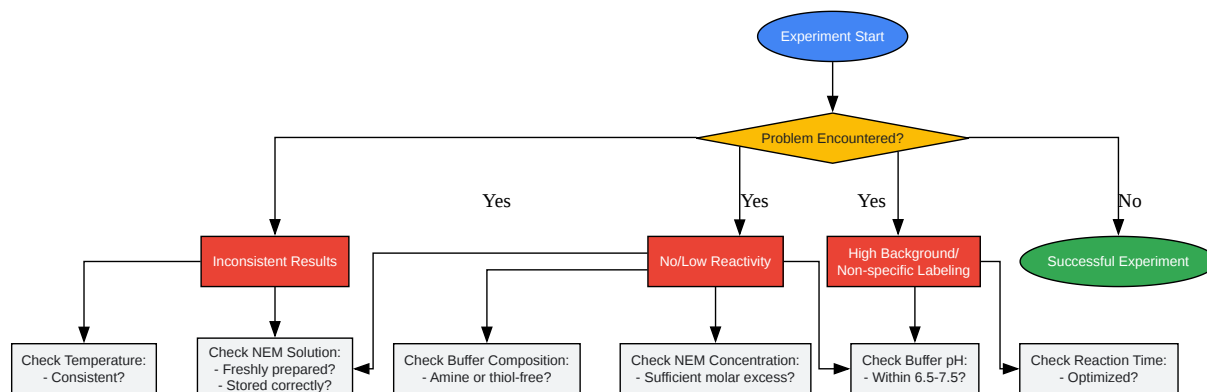 Experiment Start
Problem Encountered?
Yes
Yes
Yes
No
Inconsistent Results
No/Low Reactivity
High Background/
Non-specific Labeling
Successful Experiment
Check Temperature:
- Consistent?
Check NEM Solution:
- Freshly prepared?
- Stored correctly?
Check Buffer Composition:
- Amine or thiol-free?
Check NEM Concentration:
- Sufficient molar excess?
Check Buffer pH:
- Within 6.5-7.5?
Check Reaction Time:
- Optimized?